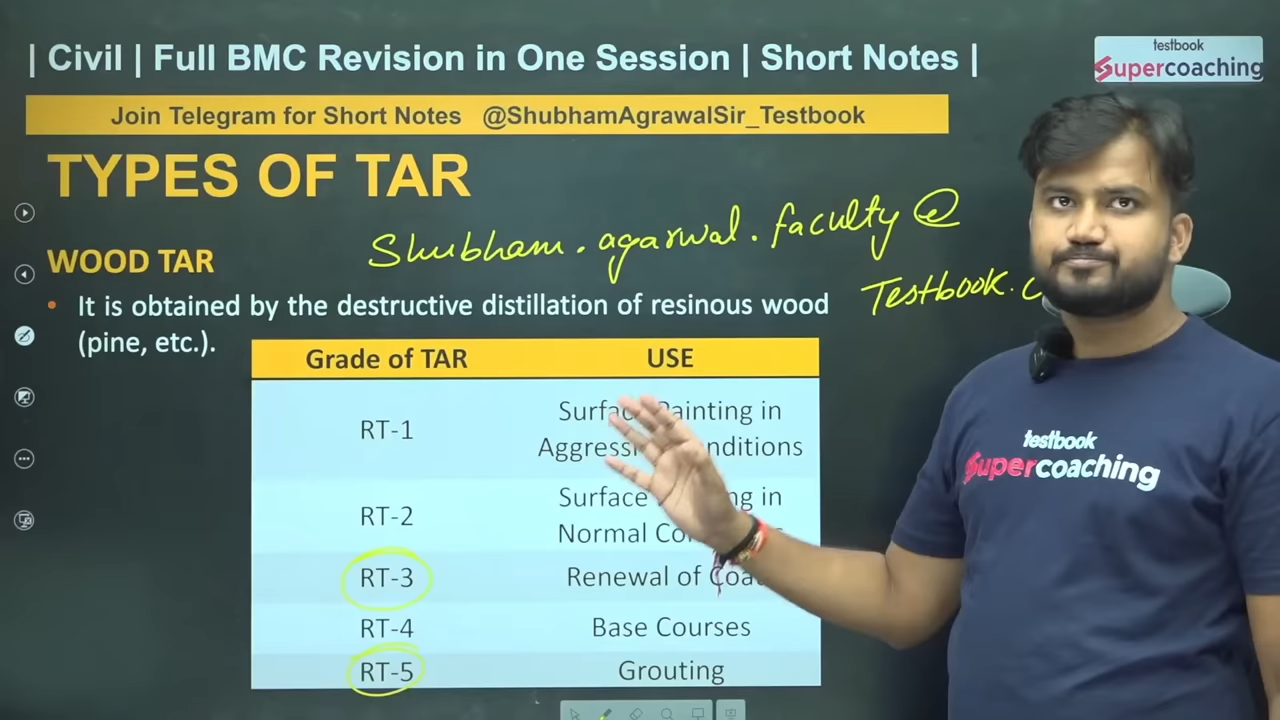 | Civil | Full BMC Revision in One Session | Short Notes |
testbook
Supercoaching
Join Telegram for Short Notes @ShubhamAgrawalSir_Testbook
TYPES OF TAR
Shubham.agarwal.faculty@
Testbook.c
WOOD TAR
• It is obtained by the destructive distillation of resinous wood
(pine, etc.).
Grade of TAR USE
RT-1 Surface Painting in
Conditions
RT-2 Surface in
Normal
RT-3 Renewal of
RT-4 Base Courses
RT-5 Grouting
testbook
Supercoaching